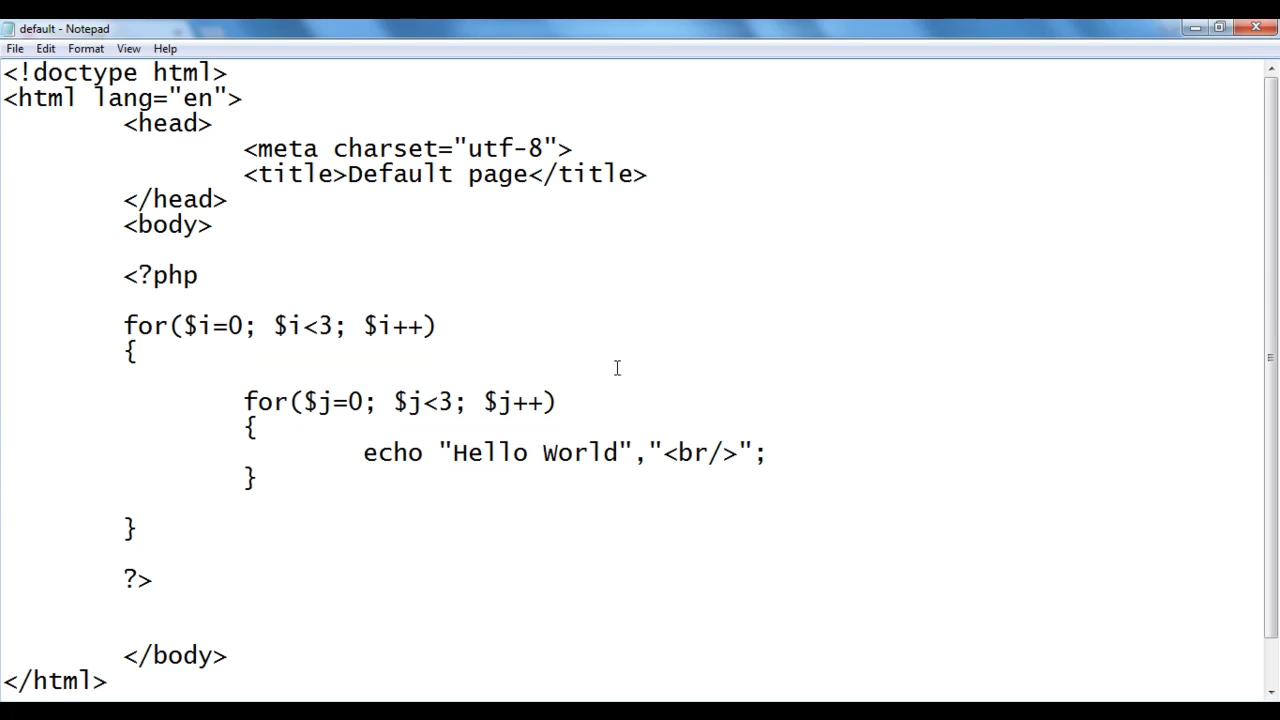 default - Notepad
File Edit Format View Help
<!doctype html>
<html lang="en">
<head>
<meta charset="utf-8">
<title>Default page</title>
</head>
<body>
<?php
for($i=0; $i<3; $i++)
{
for($j=0; $j<3; $j++)
{
echo "Hello World","<br/>";
}
}
?>
</body>
</html>